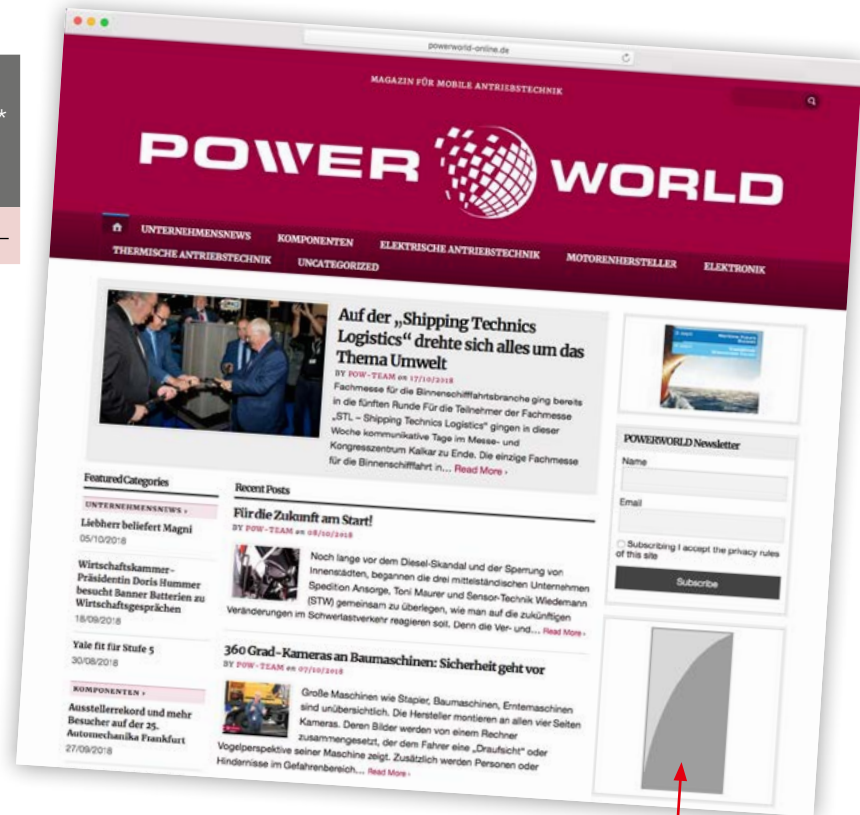 *
–
powerworld-online.de
MAGAZIN FÜR MOBILE ANTRIEBSTECHNIK
POWER WORLD
UNTERNEHMENSNEWS KOMPONENTEN ELEKTRISCHE ANTRIEBSTECHNIK MOTORENHERSTELLER ELEKTRONIK
THERMISCHE ANTRIEBSTECHNIK UNCATEGORIZED
Auf der „Shipping Technics
Logistics“ drehte sich alles um das
Thema Umwelt
BY POW-TEAM on 17/10/2018
Fachmesse für die Binnenschifffahrtsbranche ging bereits
in die fünften Runde Für die Teilnehmer der Fachmesse
„STL – Shipping Technics Logistics“ gingen in dieser
Woche kommunikative Tage im Messe- und
Kongresszentrum Kalkar zu Ende. Die einzige Fachmesse
für die Binnenschifffahrt in… Read More ›
Featured Categories
UNTERNEHMENSNEWS ›
Liebherr beliefert Magni
05/10/2018
Wirtschaftskammer-
Präsidentin Doris Hummer
besucht Banner Batterien zu
Wirtschaftsgesprächen
18/09/2018
Yale fit für Stufe 5
30/08/2018
KOMPONENTEN ›
Ausstellerrekord und mehr
Besucher auf der 25.
Automechanika Frankfurt
27/09/2018
Recent Posts
Für die Zukunft am Start!
BY POW-TEAM on 08/10/2018
Noch lange vor dem Diesel-Skandal und der Sperrung von
Innenstädten, begannen die drei mittelständischen Unternehmen
Spedition Ansorge, Toni Maurer und Sensor-Technik Wiedemann
(STW) gemeinsam zu überlegen, wie man auf die zukünftigen
Veränderungen im Schwerlastverkehr reagieren soll. Denn die Ver- und… Read More ›
360 Grad-Kameras an Baumaschinen: Sicherheit geht vor
BY POW-TEAM on 07/10/2018
Große Maschinen wie Stapler, Baumaschinen, Erntemaschinen
sind unübersichtlich. Die Hersteller montieren an allen vier Seiten
Kameras. Deren Bilder werden von einem Rechner
zusammengesetzt, der dem Fahrer eine „Draufsicht“ oder
Vogelperspektive seiner Maschine zeigt. Zusätzlich werden Personen oder
Hindernisse im Gefahrenbereich… Read More ›
POWERWORLD Newsletter
Name
Email
Subscribing I accept the privacy rules
of this site
Subscribe